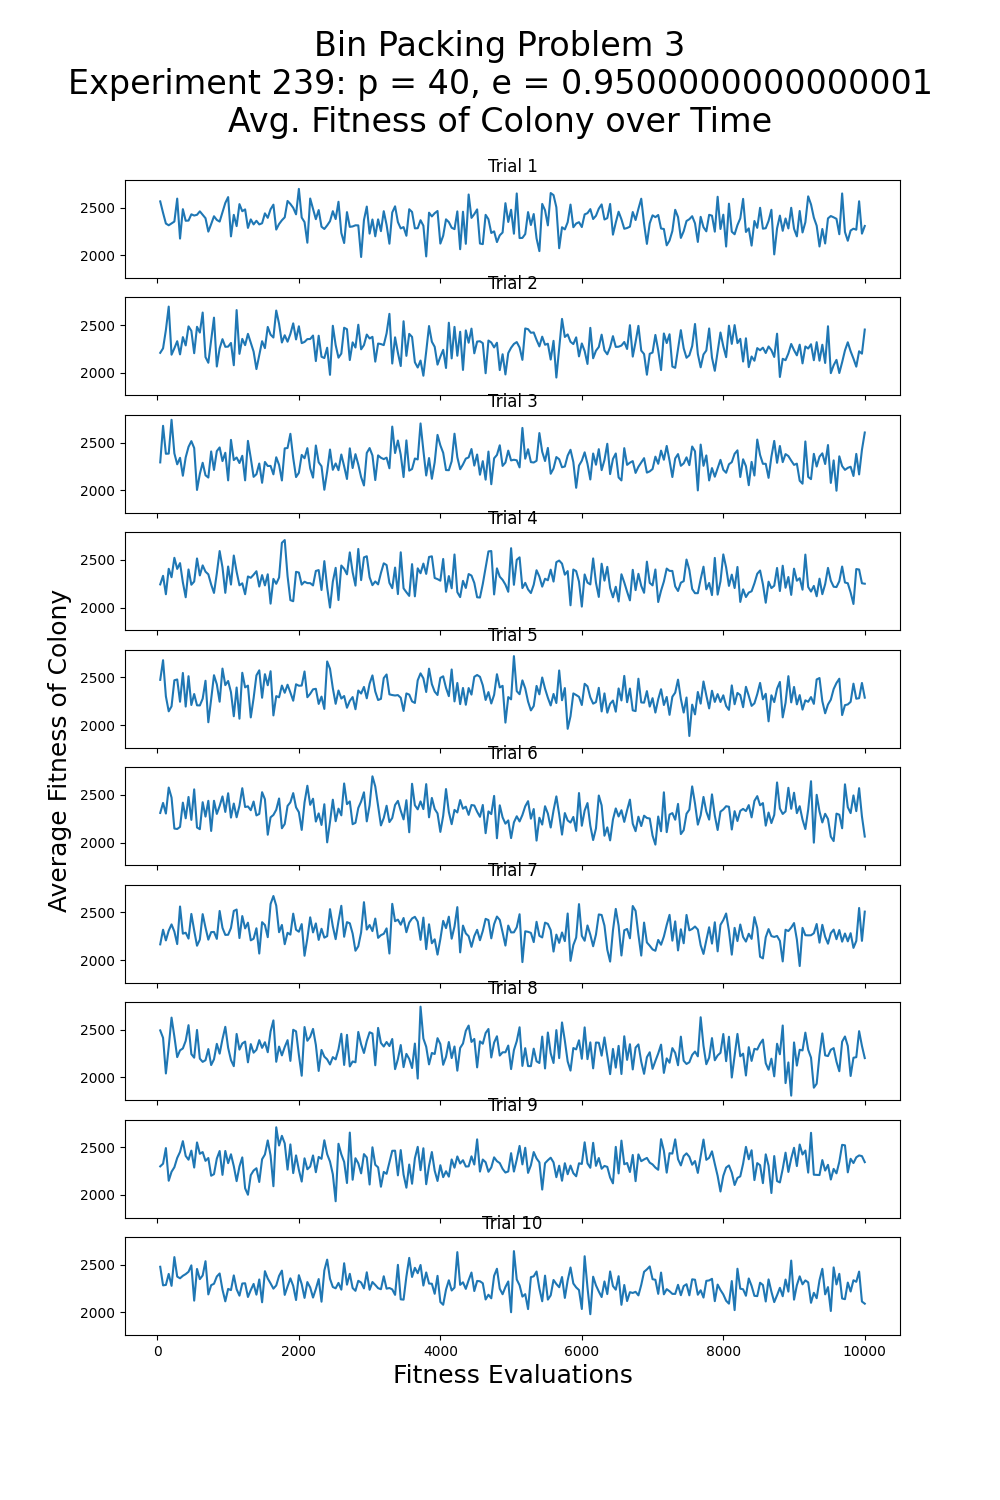 Bin Packing Problem 3
Experiment 239: p = 40, e = 0.9500000000000001
Avg. Fitness of Colony over Time
Trial 1
2500
2000
Trial 2
2500
2000
Trial 3
2500
2000
Trial 4
2500
2000
Trial 5
2500
2000
Trial 6
2500
2000
Trial 7
2500
2000
Trial 8
2500
2000
Trial 9
2500
2000
Trial 10
2500
2000
0 2000 4000 6000 8000 10000
Fitness Evaluations
Average Fitness of Colony